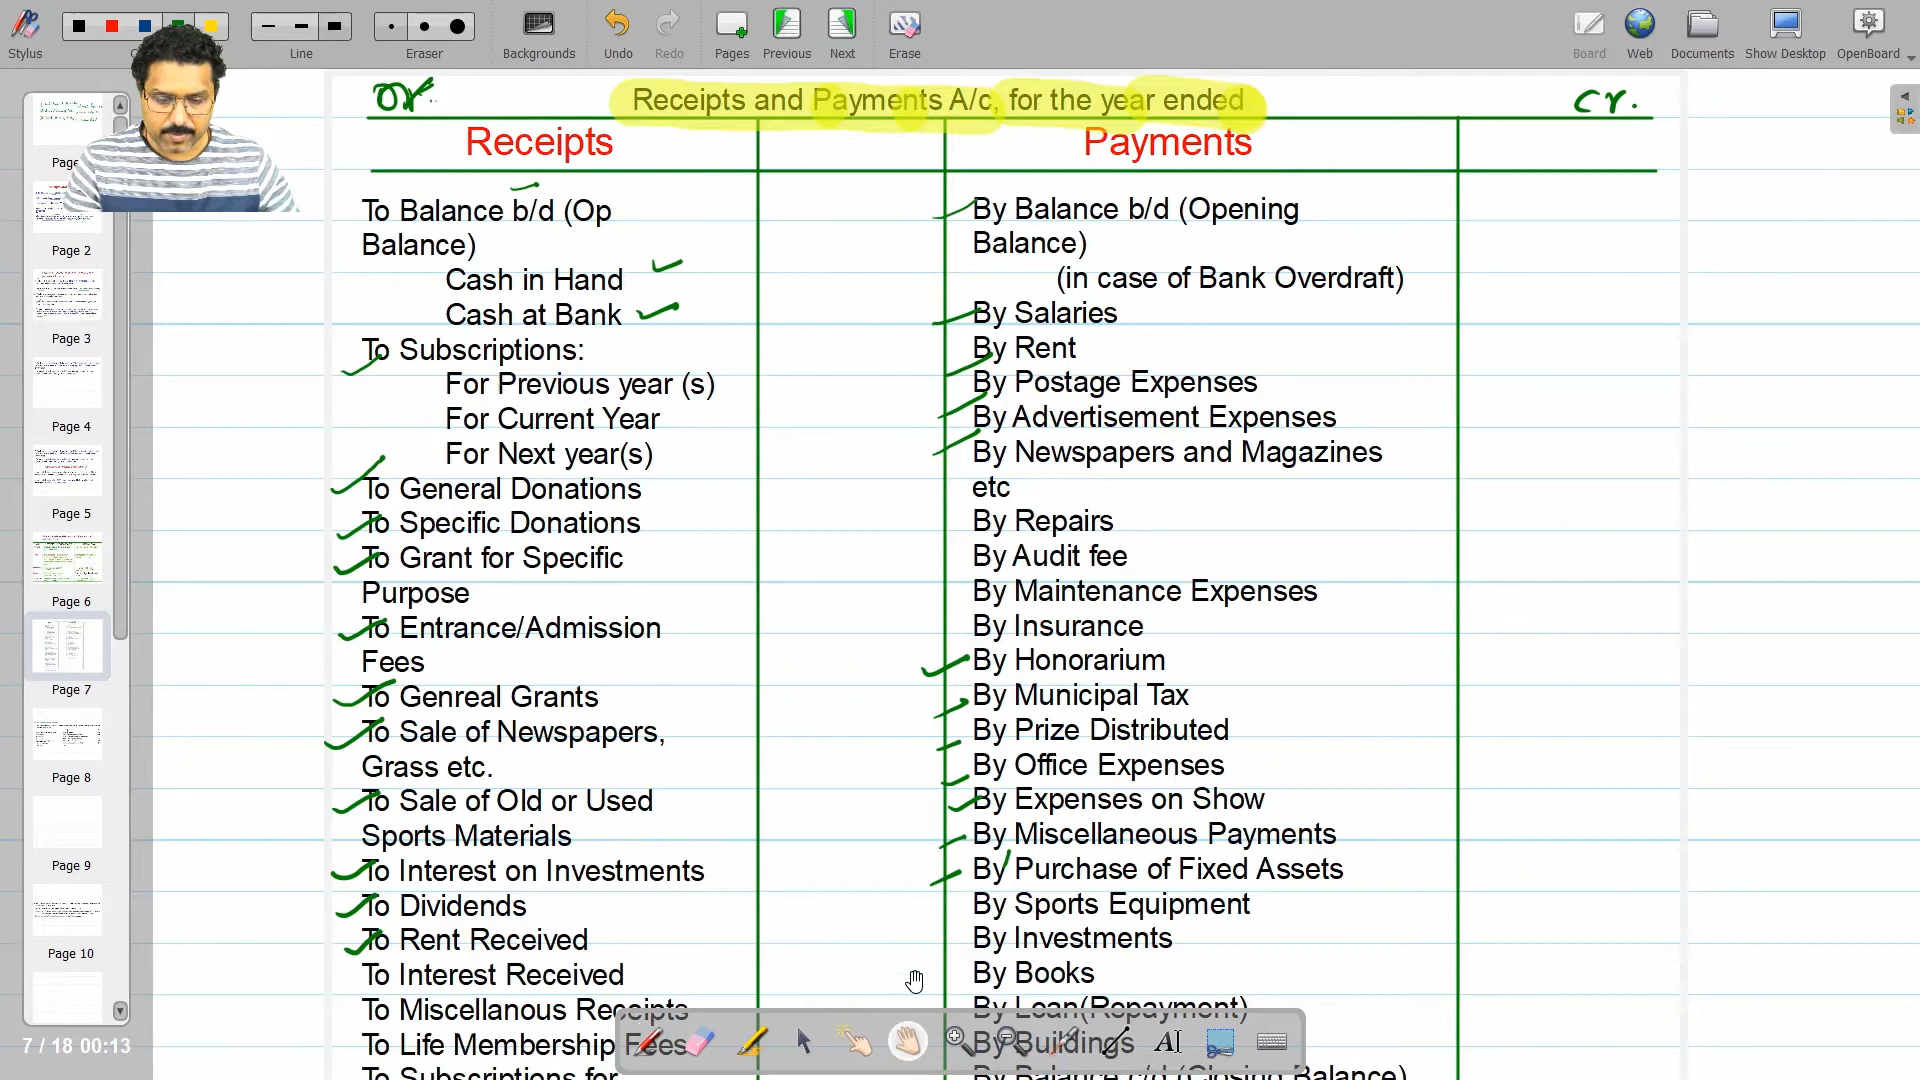 Stylus
Line
Eraser
Backgrounds
Undo
Redo
Pages
Previous
Next
Erase
Board
Web
Documents
Show Desktop
OpenBoard
Page 2
Page 3
Page 4
Page 5
Page 6
Page 7
Page 8
Page 9
Page 10
7 / 18 00:13
Receipts and Payments A/c, for the year ended
Cr.
Receipts
To Balance b/d (Op
Balance)
Cash in Hand
Cash at Bank
To Subscriptions:
For Previous year (s)
For Current Year
For Next year(s)
To General Donations
To Specific Donations
To Grant for Specific
Purpose
To Entrance/Admission
Fees
To Genreal Grants
To Sale of Newspapers,
Grass etc.
To Sale of Old or Used
Sports Materials
To Interest on Investments
To Dividends
To Rent Received
To Interest Received
To Miscellanous Receipts
To Life Membership Fees
To Subscriptions for
Payments
By Balance b/d (Opening
Balance)
(in case of Bank Overdraft)
By Salaries
By Rent
By Postage Expenses
By Advertisement Expenses
By Newspapers and Magazines
etc
By Repairs
By Audit fee
By Maintenance Expenses
By Insurance
By Honorarium
By Municipal Tax
By Prize Distributed
By Office Expenses
By Expenses on Show
By Miscellaneous Payments
By Purchase of Fixed Assets
By Sports Equipment
By Investments
By Books
By Loan(Repayment)
By Buildings
By Balance c/d (Closing Balance)